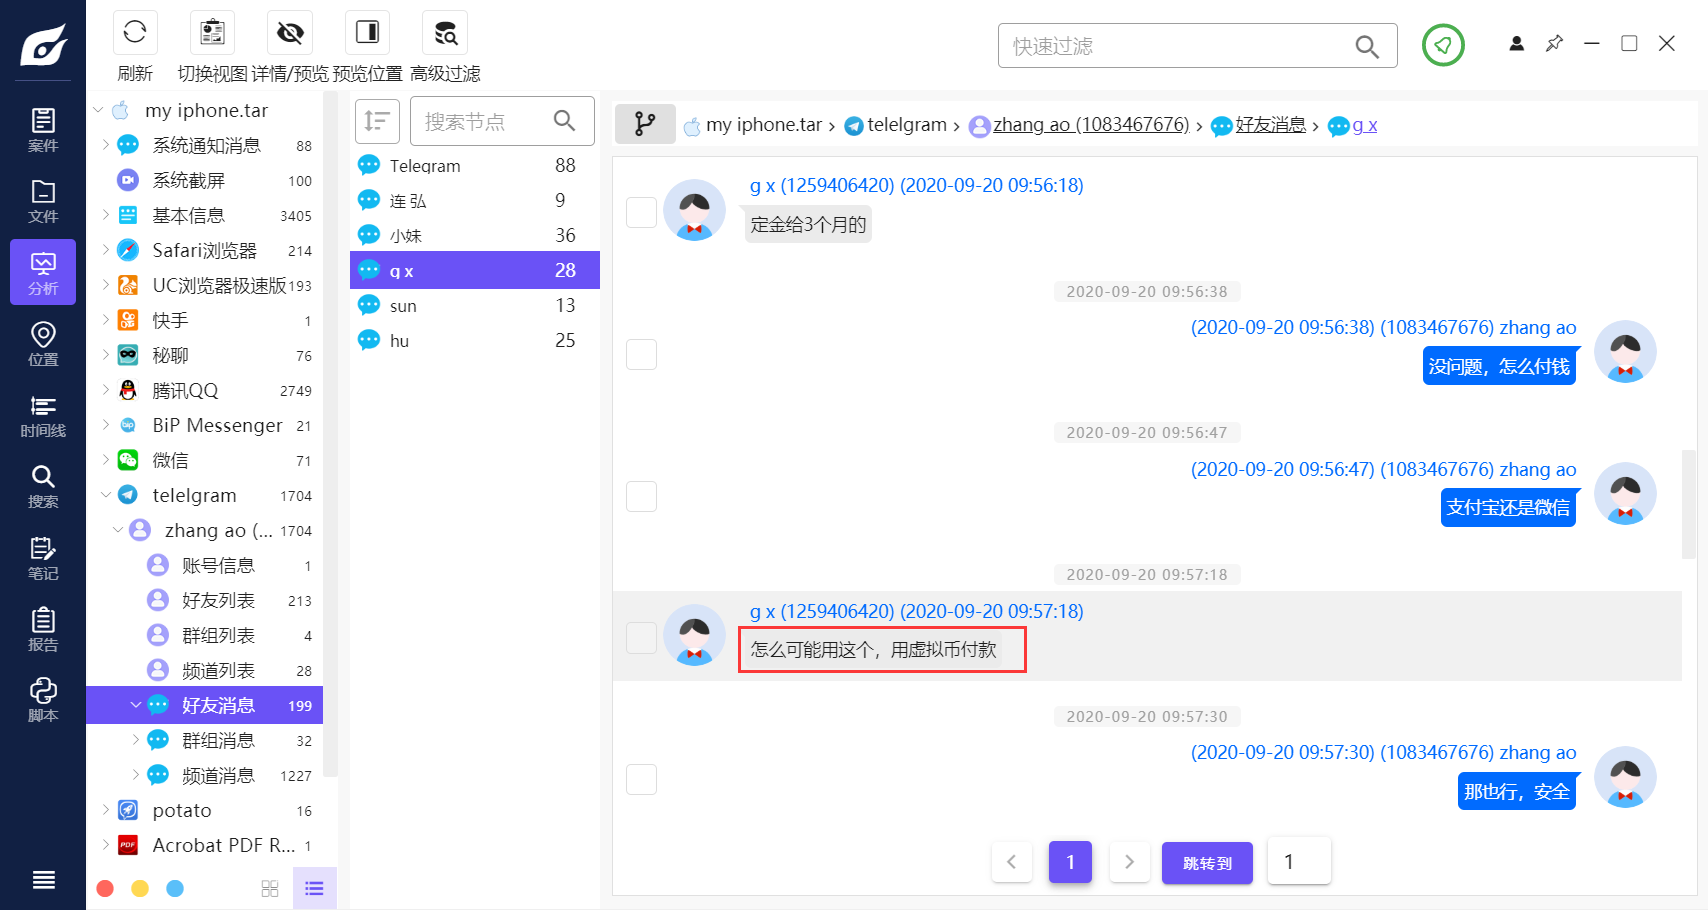 刷新
切换视图
详情/预览
预览位置
高级过滤
快速过滤
案件
文件
分析
位置
时间线
搜索
笔记
报告
脚本
my iphone.tar
系统通知消息 88
系统截屏 100
基本信息 3405
Safari浏览器 214
UC浏览器极速版 193
快手 1
秘聊 76
腾讯QQ 2749
bip BiP Messenger 21
微信 71
telelgram 1704
zhang ao (... 1704
账号信息 1
好友列表 213
群组列表 4
频道列表 28
好友消息 199
群组消息 32
频道消息 1227
potato 16
PDF Acrobat PDF R... 1
搜索节点
Telegram 88
连 弘 9
小妹 36
g x 28
sun 13
hu 25
my iphone.tar › telelgram › zhang ao (1083467676) › 好友消息 › g x
g x (1259406420) (2020-09-20 09:56:18)
定金给3个月的
2020-09-20 09:56:38
(2020-09-20 09:56:38) (1083467676) zhang ao
没问题，怎么付钱
2020-09-20 09:56:47
(2020-09-20 09:56:47) (1083467676) zhang ao
支付宝还是微信
2020-09-20 09:57:18
g x (1259406420) (2020-09-20 09:57:18)
怎么可能用这个，用虚拟币付款
2020-09-20 09:57:30
(2020-09-20 09:57:30) (1083467676) zhang ao
那也行，安全
1
跳转到
1